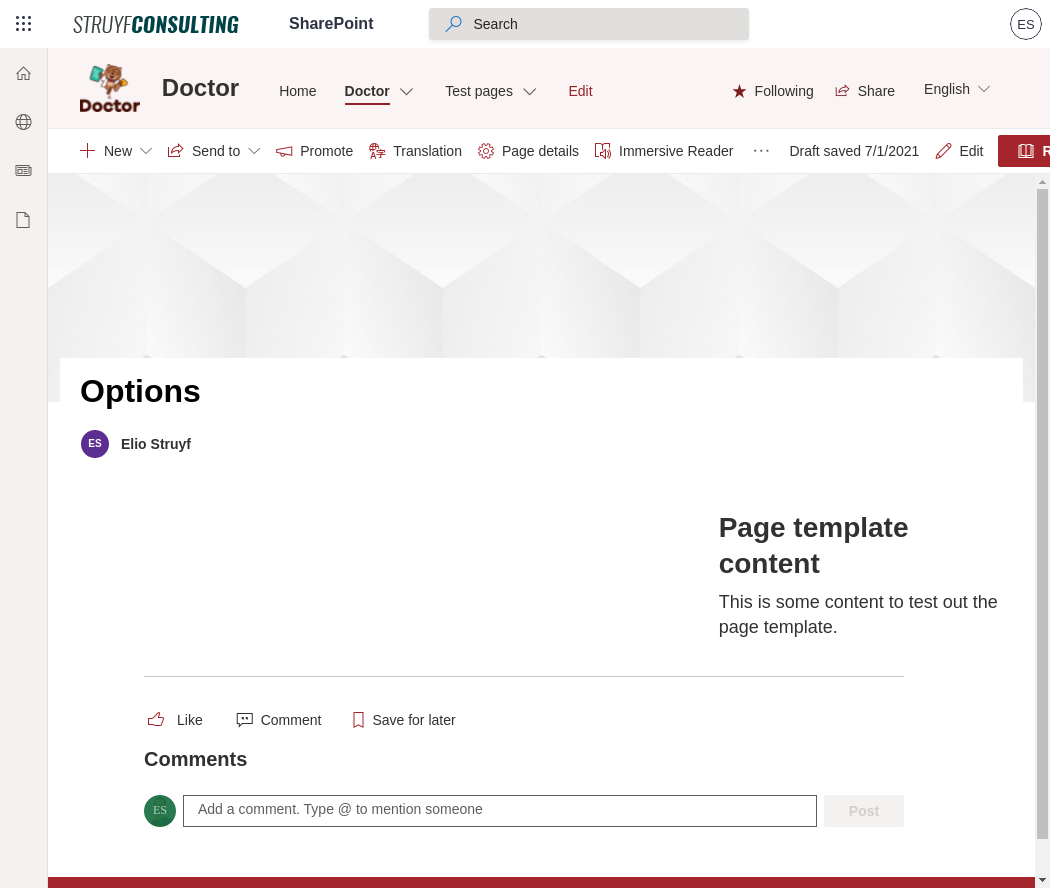 STRUYFCONSULTING SharePoint Search ES
Doctor Doctor Home Doctor Test pages Edit Following Share English
New Send to Promote Translation Page details Immersive Reader ··· Draft saved 7/1/2021 Edit R
Options
ES Elio Struyf
Page template
content
This is some content to test out the
page template.
Like Comment Save for later
Comments
ES Add a comment. Type @ to mention someone Post